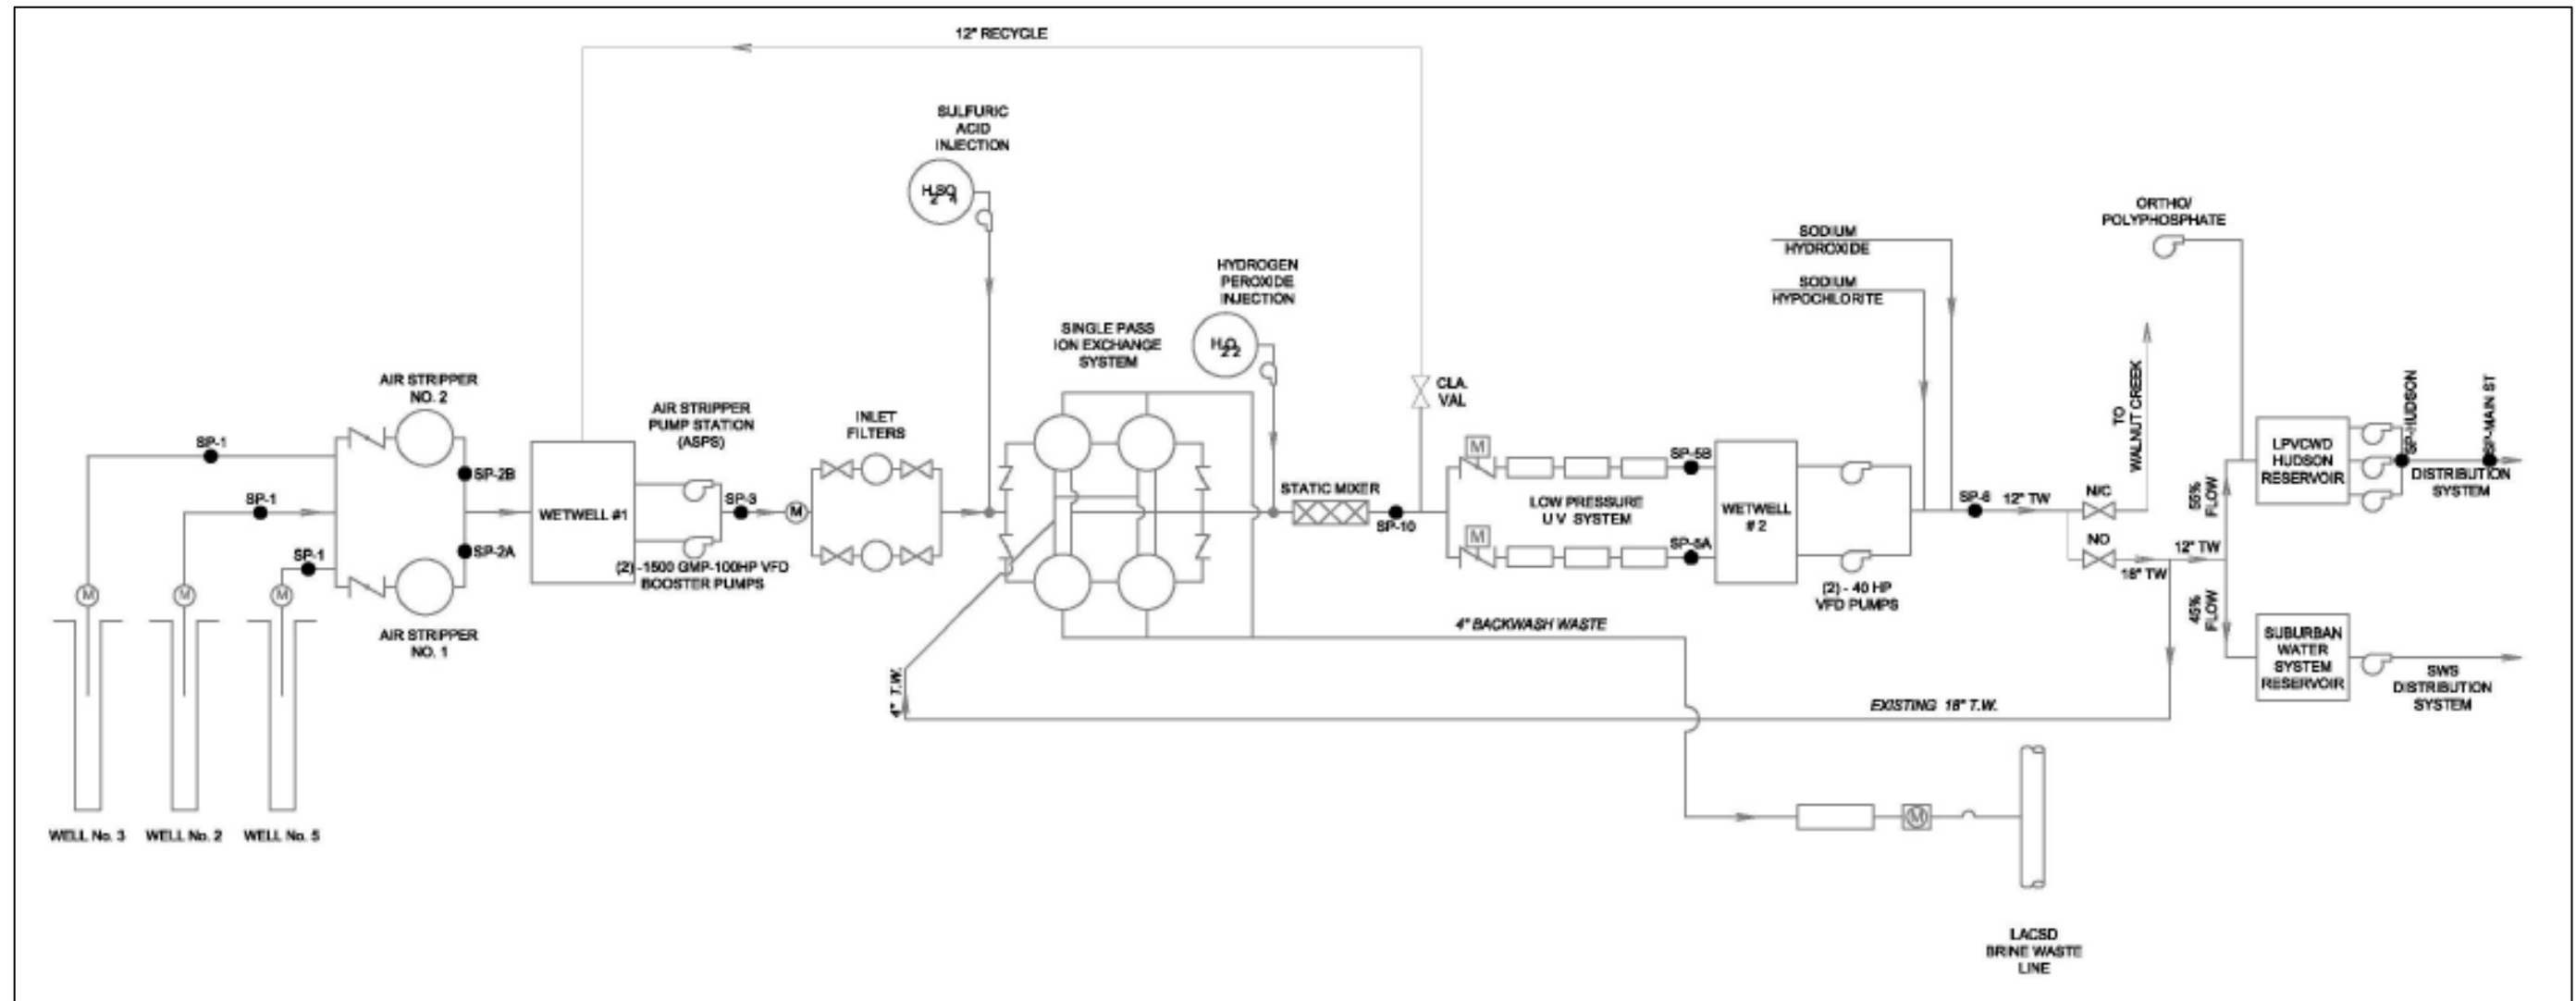 12" RECYCLE
SULFURIC
ACID
INJECTION
H2SO4
HYDROGEN
PEROXIDE
INJECTION
H2O2
SINGLE PASS
ION EXCHANGE
SYSTEM
AIR STRIPPER
NO. 2
SP-1
SP-1
SP-1
SP-2B
SP-2A
AIR STRIPPER
NO. 1
M
M
M
WELL No. 3
WELL No. 2
WELL No. 5
WETWELL #1
AIR STRIPPER
PUMP STATION
(ASPS)
SP-3
M
(2) -1500 GMP-100HP VFD
BOOSTER PUMPS
INLET
FILTERS
STATIC MIXER
SP-10
CLA.
VAL
M
M
SP-5B
LOW PRESSURE
U V SYSTEM
SP-5A
WETWELL
# 2
(2) - 40 HP
VFD PUMPS
SODIUM
HYDROXIDE
SODIUM
HYPOCHLORITE
SP-6
12" TW
N/C
NO
18" TW
12" TW
TO
WALNUT CREEK
ORTHO/
POLYPHOSPHATE
55%
FLOW
45%
FLOW
LPVCWD
HUDSON
RESERVOIR
SP-HUDSON
SP-MAIN ST
DISTRIBUTION
SYSTEM
SUBURBAN
WATER
SYSTEM
RESERVOIR
SWS
DISTRIBUTION
SYSTEM
4" BACKWASH WASTE
4" T.W.
EXISTING 18" T.W.
M
LACSD
BRINE WASTE
LINE